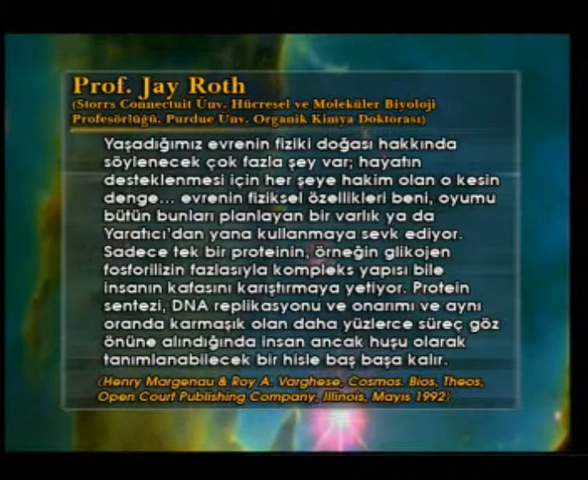 Prof. Jay Roth
(Storrs Connectuit Ünv. Hücresel ve Moleküler Biyoloji
Profesörlüğü. Purdue Ünv. Organik Kimya Doktorası)
Yaşadığımız evrenin fiziki doğası hakkında
söylenecek çok fazla şey var; hayatın
desteklenmesi için her şeye hakim olan o kesin
denge... evrenin fiziksel özellikleri beni, oyumu
bütün bunları planlayan bir varlık ya da
Yaratıcı'dan yana kullanmaya sevk ediyor.
Sadece tek bir proteinin, örneğin glikojen
fosforilizin fazlasıyla kompleks yapısı bile
insanın kafasını karıştırmaya yetiyor. Protein
sentezi, DNA replikasyonu ve onarımı ve aynı
oranda karmaşık olan daha yüzlerce süreç göz
önüne alındığında insan ancak huşu olarak
tanımlanabilecek bir hisle baş başa kalır.
(Henry Margenau & Roy A. Varghese, Cosmos. Bios, Theos,
Open Court Publishing Company, Illinois, Mayıs 1992)